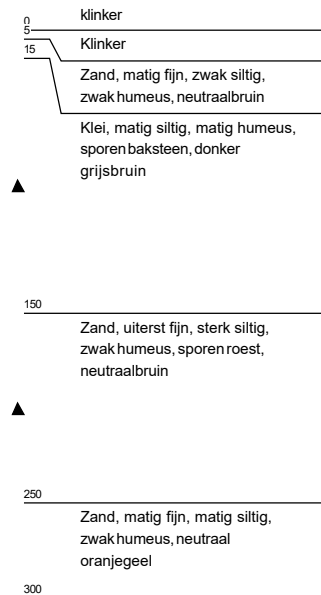 0
klinker
5
Klinker
15
Zand, matig fijn, zwak siltig,
zwak humeus, neutraalbruin
Klei, matig siltig, matig humeus,
sporen baksteen, donker
grijsbruin
150
Zand, uiterst fijn, sterk siltig,
zwak humeus, sporen roest,
neutraalbruin
250
Zand, matig fijn, matig siltig,
zwak humeus, neutraal
oranjegeel
300